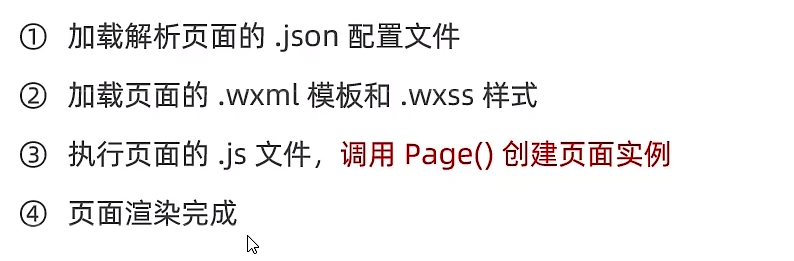 ① 加载解析页面的 .json 配置文件
② 加载页面的 .wxml 模板和 .wxss 样式
③ 执行页面的 .js 文件，调用 Page() 创建页面实例
④ 页面渲染完成